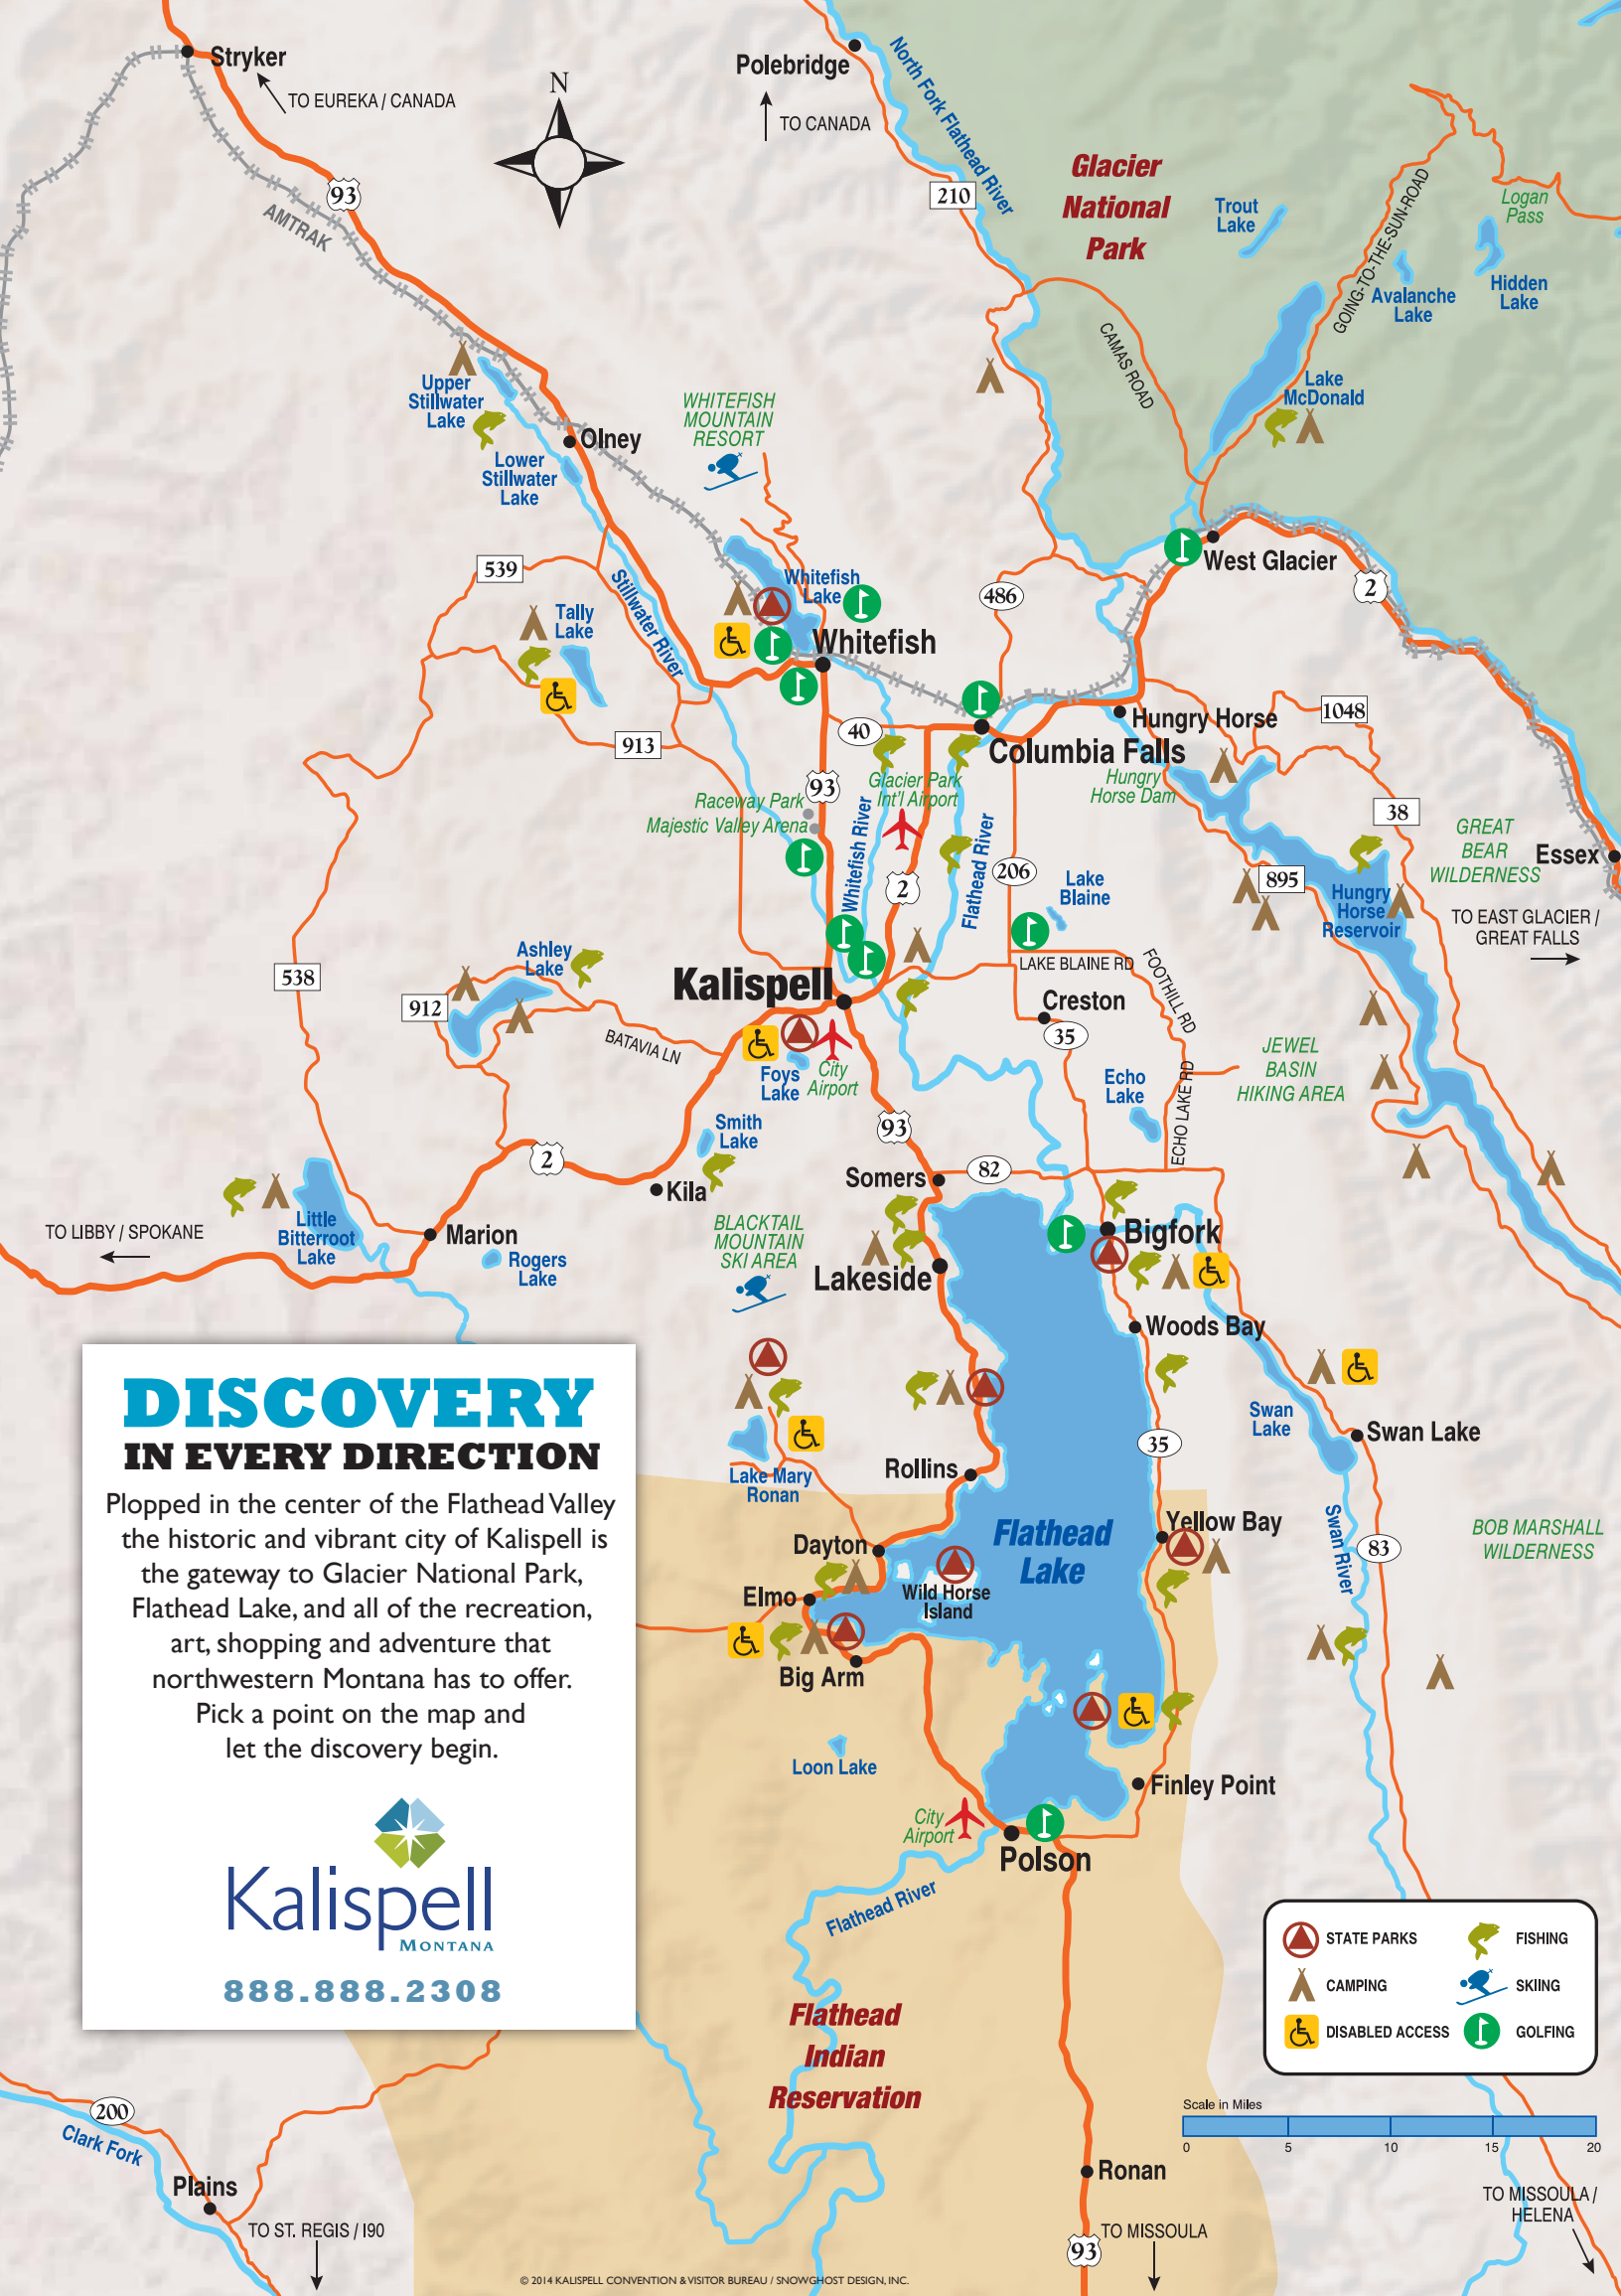 Stryker
TO EUREKA / CANADA
N
Polebridge
TO CANADA
North Fork Flathead River
93
AMTRAK
210
Glacier
National
Park
Trout
Lake
GOING-TO-THE-SUN-ROAD
Logan
Pass
Avalanche
Lake
Hidden
Lake
CAMAS ROAD
Lake
McDonald
Upper
Stillwater
Lake
Olney
Lower
Stillwater
Lake
WHITEFISH
MOUNTAIN
RESORT
539
Stillwater River
Tally
Lake
Whitefish
Lake
Whitefish
486
West Glacier
2
913
40
Columbia Falls
Hungry Horse
1048
Hungry
Horse Dam
93
Raceway Park
Majestic Valley Arena
Glacier Park
Int'l Airport
Whitefish River
2
Flathead River
206
Lake
Blaine
38
895
GREAT
BEAR
WILDERNESS
Essex
Hungry
Horse
Reservoir
TO EAST GLACIER /
GREAT FALLS
538
Ashley
Lake
912
Kalispell
BATAVIA LN
LAKE BLAINE RD
FOOTHILL RD
Creston
35
Foys
Lake
City
Airport
Echo
Lake
ECHO LAKE RD
JEWEL
BASIN
HIKING AREA
Smith
Lake
93
2
Kila
Somers
82
TO LIBBY / SPOKANE
Little
Bitterroot
Lake
Marion
Rogers
Lake
BLACKTAIL
MOUNTAIN
SKI AREA
Lakeside
Bigfork
Woods Bay
Swan
Lake
Swan Lake
35
Lake Mary
Ronan
Rollins
Dayton
Elmo
Wild Horse
Island
Flathead
Lake
Yellow Bay
Swan River
83
BOB MARSHALL
WILDERNESS
Big Arm
Loon Lake
Finley Point
City
Airport
Polson
Flathead River
DISCOVERY
IN EVERY DIRECTION
Plopped in the center of the Flathead Valley
the historic and vibrant city of Kalispell is
the gateway to Glacier National Park,
Flathead Lake, and all of the recreation,
art, shopping and adventure that
northwestern Montana has to offer.
Pick a point on the map and
let the discovery begin.
Kalispell
MONTANA
888.888.2308
STATE PARKS
FISHING
CAMPING
SKIING
DISABLED ACCESS
GOLFING
Flathead
Indian
Reservation
Scale in Miles
0 5 10 15 20
200
Clark Fork
Plains
TO ST. REGIS / I90
Ronan
93
TO MISSOULA
TO MISSOULA /
HELENA
© 2014 KALISPELL CONVENTION & VISITOR BUREAU / SNOWGHOST DESIGN, INC.